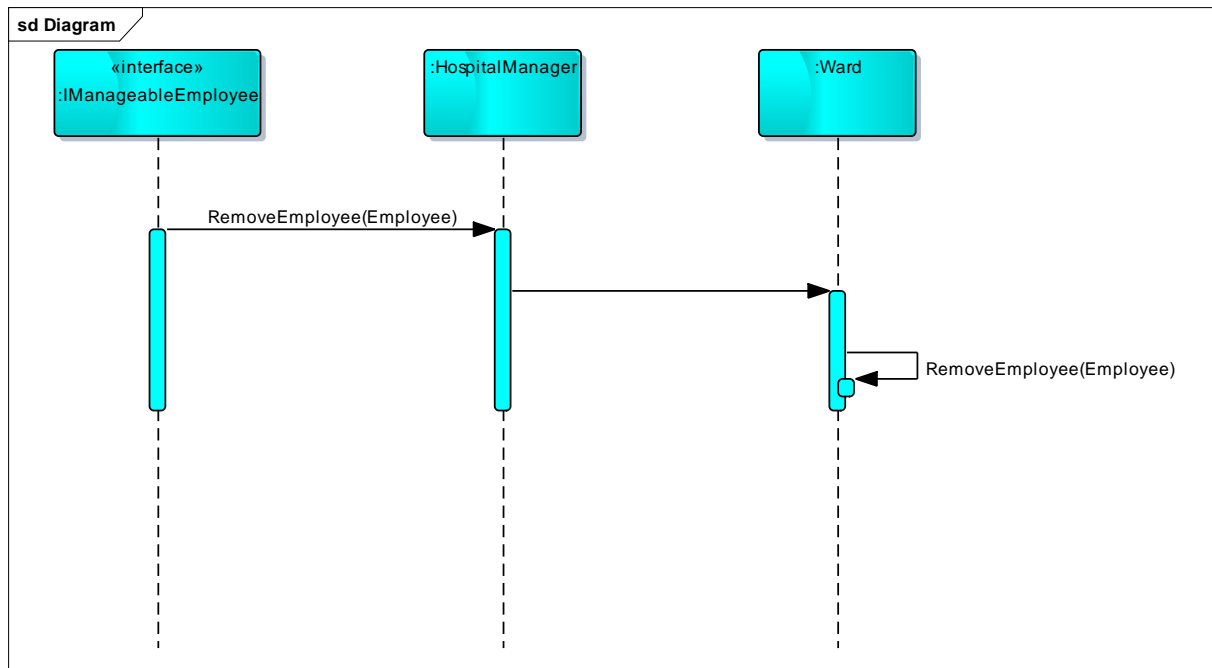 sd Diagram
«interface»
:IManageableEmployee
:HospitalManager
:Ward
RemoveEmployee(Employee)
RemoveEmployee(Employee)